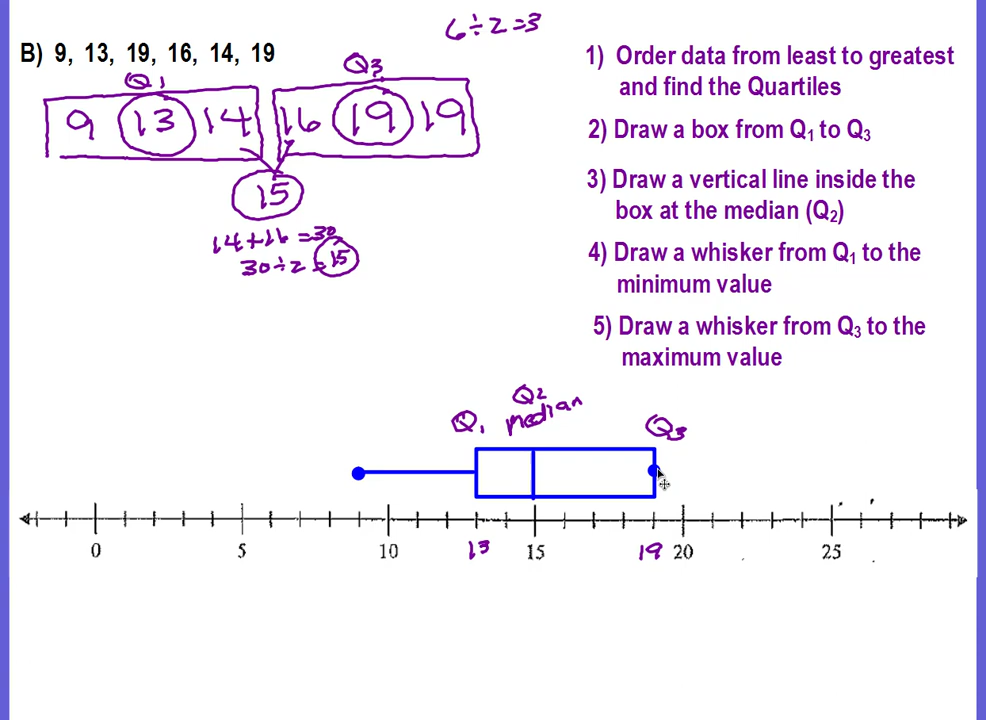 6÷2=3
B) 9, 13, 19, 16, 14, 19
Q1
Q3
9 13 14 16 19 19
15
14+16=30
30÷2=15
1) Order data from least to greatest
and find the Quartiles
2) Draw a box from Q1 to Q3
3) Draw a vertical line inside the
box at the median (Q2)
4) Draw a whisker from Q1 to the
minimum value
5) Draw a whisker from Q3 to the
maximum value
Q1
Q2
median
Q3
0 5 10 13 15 19 20 25